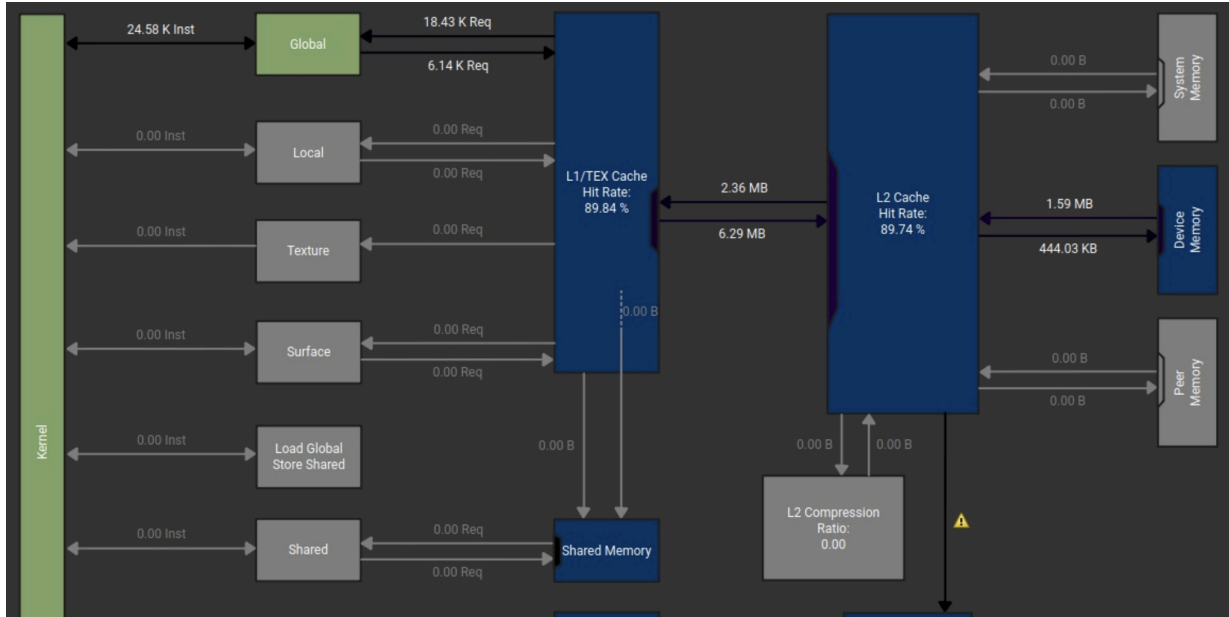 Kernel
24.58 K Inst
Global
18.43 K Req
6.14 K Req
0.00 Inst
Local
0.00 Req
0.00 Req
0.00 Inst
Texture
0.00 Req
0.00 Inst
Surface
0.00 Req
0.00 Req
0.00 Inst
Load Global
Store Shared
0.00 Inst
Shared
0.00 Req
0.00 Req
L1/TEX Cache
Hit Rate:
89.84 %
0.00 B
0.00 B
Shared Memory
2.36 MB
6.29 MB
L2 Cache
Hit Rate:
89.74 %
0.00 B
0.00 B
L2 Compression
Ratio:
0.00
0.00 B
0.00 B
System
Memory
1.59 MB
444.03 KB
Device
Memory
0.00 B
0.00 B
Peer
Memory